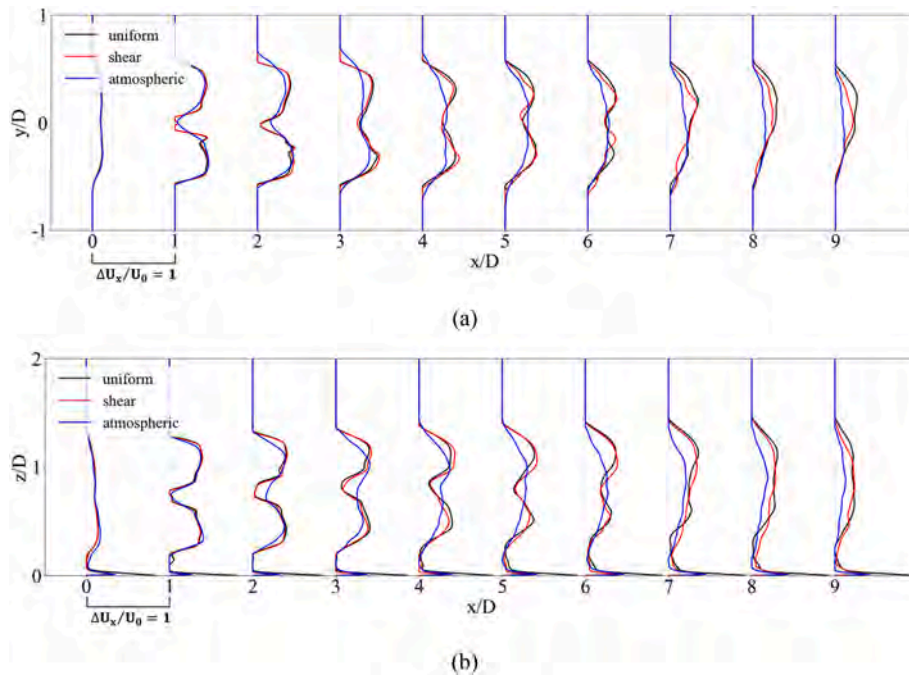 1
uniform
shear
atmospheric
y/D
0
-1
0 1 2 3 4 5 6 7 8 9
x/D
ΔUₓ/U₀ = 1
(a)
2
uniform
shear
atmospheric
z/D
1
0
0 1 2 3 4 5 6 7 8 9
x/D
ΔUₓ/U₀ = 1
(b)